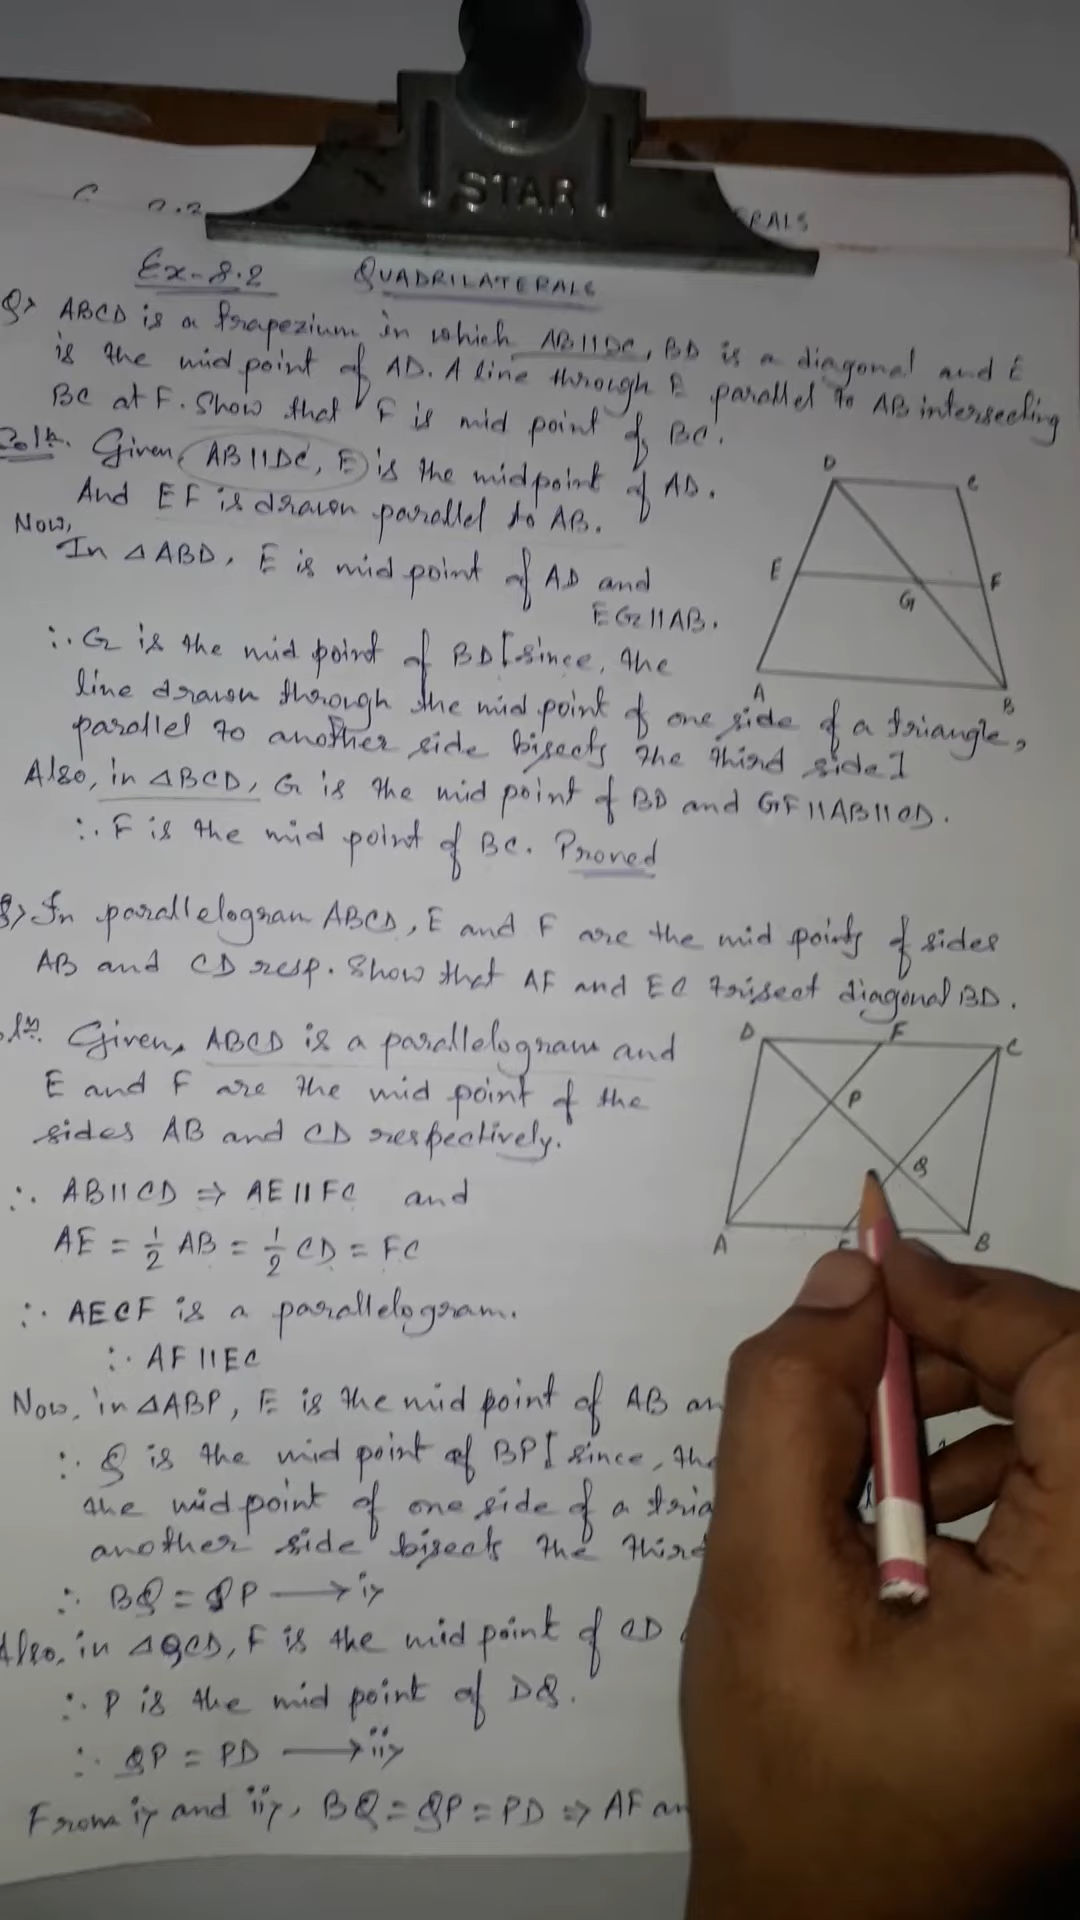 STAR
ERALS
Ex-8.2 QUADRILATERALS
Q> ABCD is a trapezium in which AB||DC, BD is a diagonal and E
is the mid point of AD. A line through E parallel to AB intersecting
BC at F. Show that F is mid point of BC.
Solⁿ. Given, AB||DC, E is the midpoint of AD.
And EF is drawn parallel to AB.
Now,
In △ABD, E is mid point of AD and
EG||AB.
∴ G is the mid point of BD [since, the
line drawn through the mid point of one side of a triangle,
parallel to another side bisects the third side]
Also, in △BCD, G is the mid point of BD and GF||AB||CD.
∴ F is the mid point of BC. Proved
D C
E G F
A B
Q> In parallelogram ABCD, E and F are the mid points of sides
AB and CD resp. Show that AF and EC trisect diagonal BD.
lⁿ. Given, ABCD is a parallelogram and
E and F are the mid point of the
sides AB and CD respectively.
∴ AB||CD ⇒ AE||FC and
AE = 1/2 AB = 1/2 CD = FC
∴ AECF is a parallelogram.
∴ AF||EC
D F C
P
Q
A E B
Now, in △ABP, E is the mid point of AB an
∴ Q is the mid point of BP [since, the
the mid point of one side of a tria
another side bisects the third
∴ BQ = QP → i>
Also, in △QCD, F is the mid point of CD
∴ P is the mid point of DQ.
∴ QP = PD → ii>
From i> and ii>, BQ = QP = PD ⇒ AF an